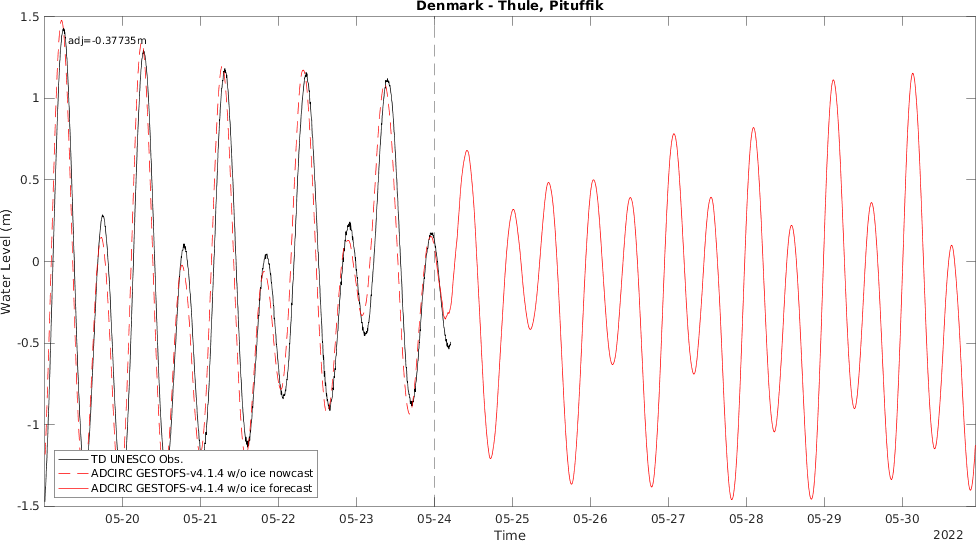 Denmark - Thule, Pituffik
adj=-0.37735m
Water Level (m)
1.5
1
0.5
0
-0.5
-1
-1.5
TD UNESCO Obs.
ADCIRC GESTOFS-v4.1.4 w/o ice nowcast
ADCIRC GESTOFS-v4.1.4 w/o ice forecast
05-20 05-21 05-22 05-23 05-24 05-25 05-26 05-27 05-28 05-29 05-30
Time
2022